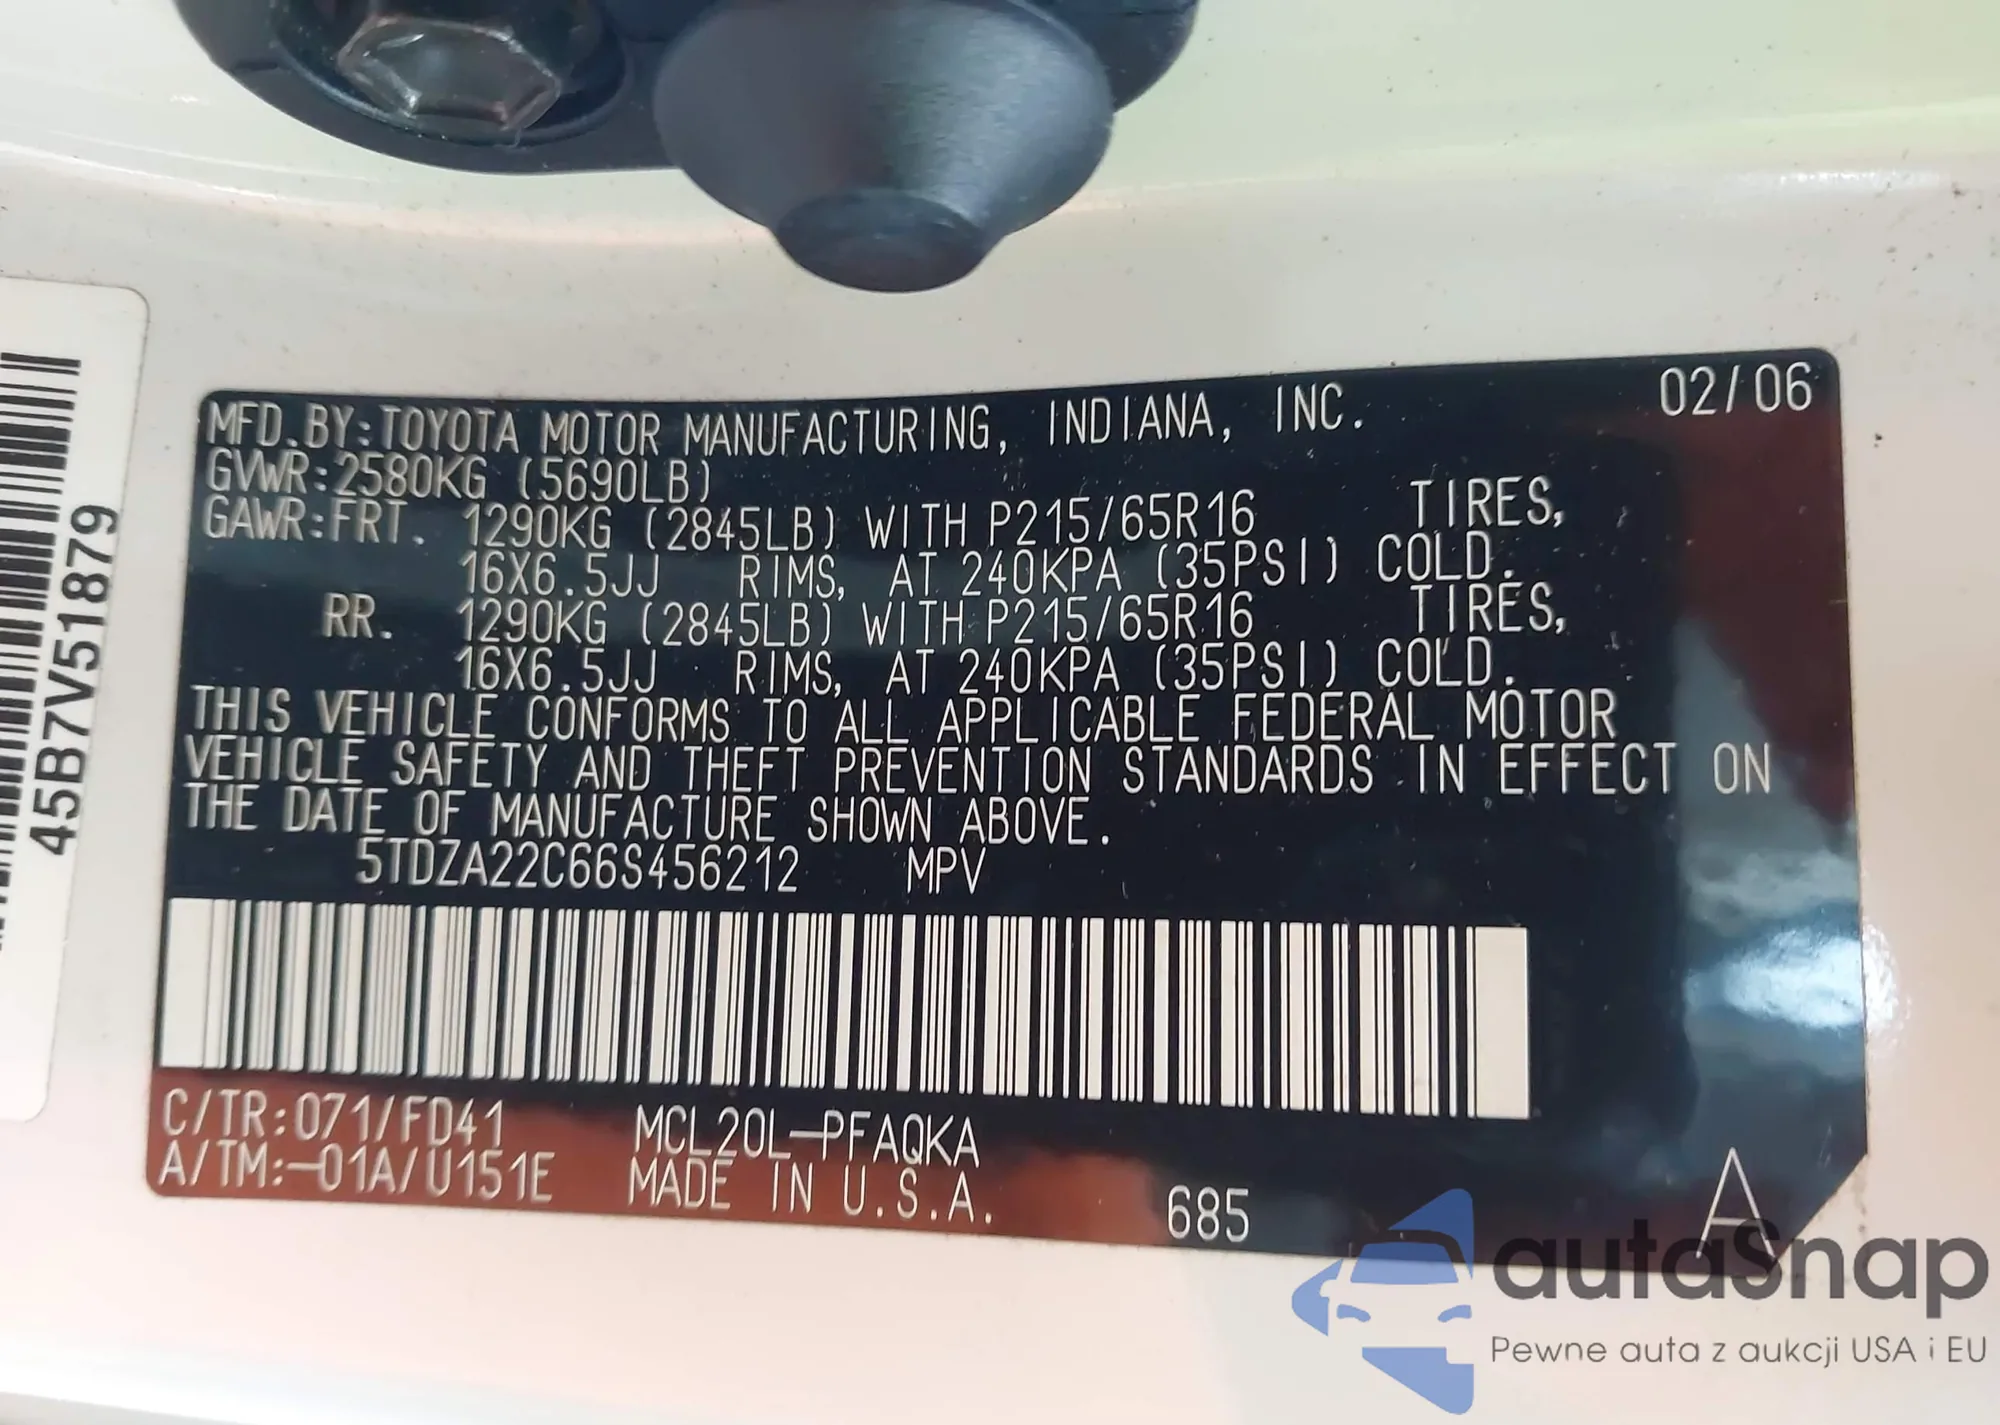 45B7V51879
MFD.BY:TOYOTA MOTOR MANUFACTURING, INDIANA, INC. 02/06
GVWR:2580KG (5690LB)
GAWR:FRT. 1290KG (2845LB) WITH P215/65R16 TIRES,
16X6.5JJ RIMS, AT 240KPA (35PSI) COLD.
RR. 1290KG (2845LB) WITH P215/65R16 TIRES,
16X6.5JJ RIMS, AT 240KPA (35PSI) COLD.
THIS VEHICLE CONFORMS TO ALL APPLICABLE FEDERAL MOTOR
VEHICLE SAFETY AND THEFT PREVENTION STANDARDS IN EFFECT ON
THE DATE OF MANUFACTURE SHOWN ABOVE.
5TDZA22C66S456212 MPV
C/TR:071/FD41 MCL20L-PFAQKA
A/TM:-01A/U151E MADE IN U.S.A. 685 A
autoSnap
Pewne auta z aukcji USA i EU